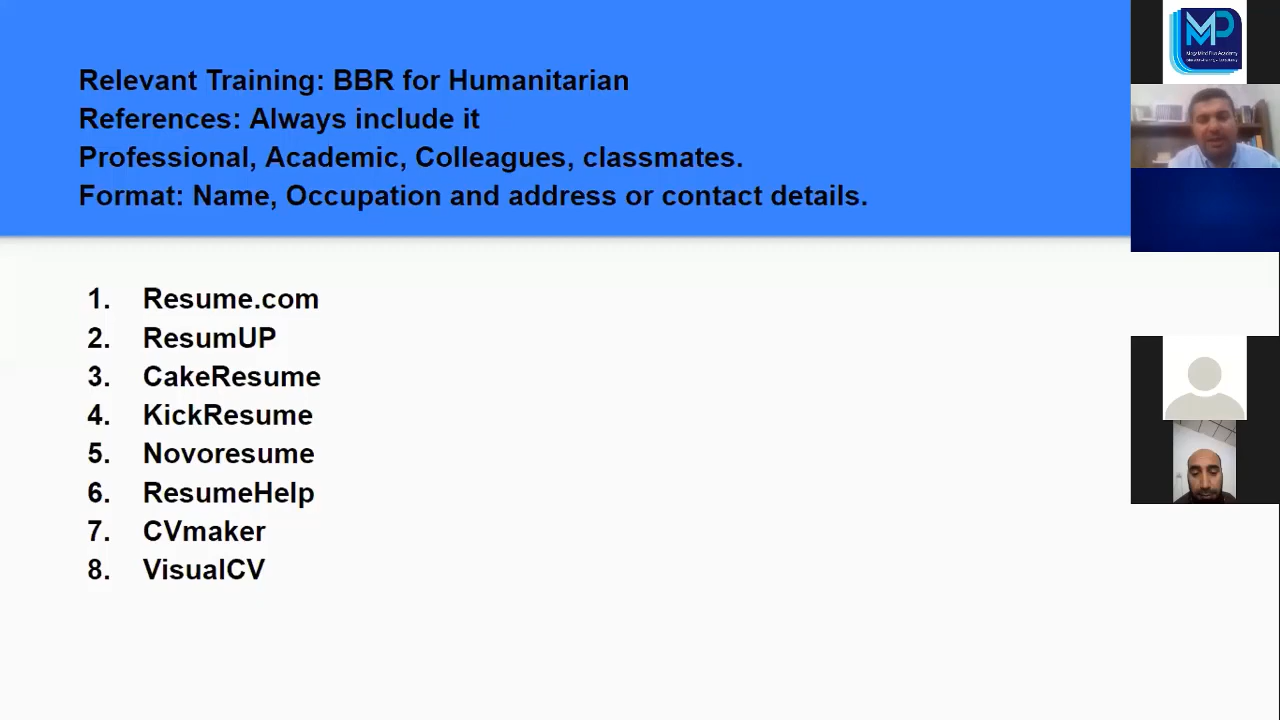 Relevant Training: BBR for Humanitarian
References: Always include it
Professional, Academic, Colleagues, classmates.
Format: Name, Occupation and address or contact details.
1. Resume.com
2. ResumUP
3. CakeResume
4. KickResume
5. Novoresume
6. ResumeHelp
7. CVmaker
8. VisualCV
MP